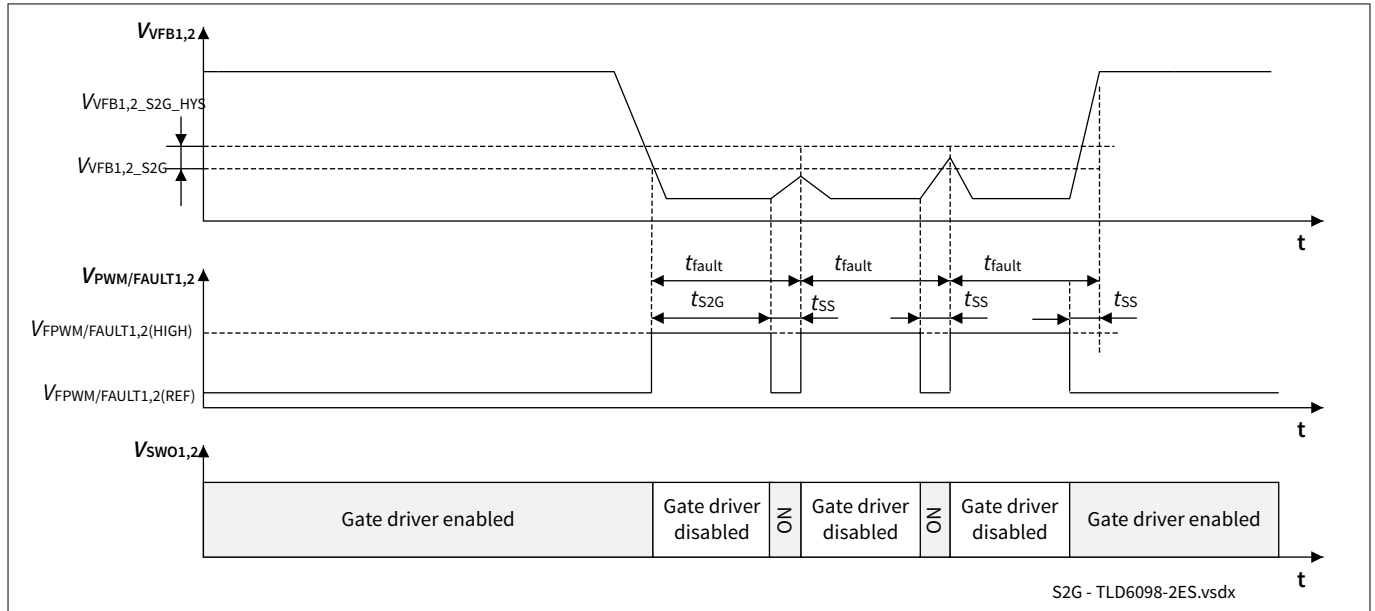 VVFB1,2
VVFB1,2_S2G_HYS
VVFB1,2_S2G
t
VPWM/FAULT1,2
tfault
tfault
tfault
tS2G
tSS
tSS
tSS
VFPWM/FAULT1,2(HIGH)
VFPWM/FAULT1,2(REF)
t
VSWO1,2
Gate driver enabled
Gate driver
disabled
ON
Gate driver
disabled
ON
Gate driver
disabled
Gate driver enabled
t
S2G - TLD6098-2ES.vsdx